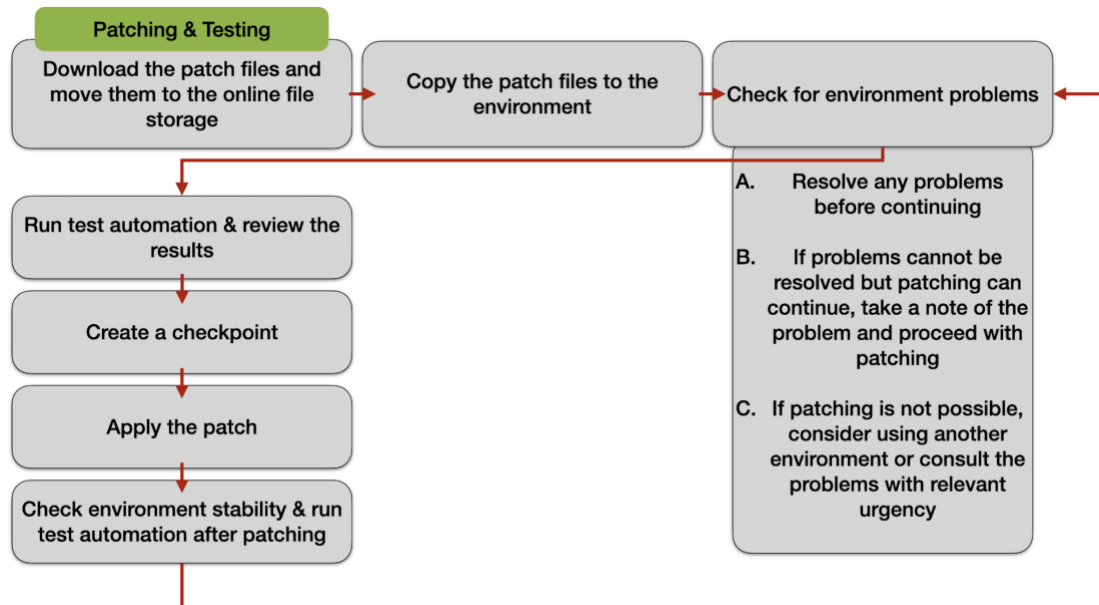 Patching & Testing
Download the patch files and
move them to the online file
storage
Copy the patch files to the
environment
Check for environment problems
A. Resolve any problems
before continuing
B. If problems cannot be
resolved but patching can
continue, take a note of the
problem and proceed with
patching
C. If patching is not possible,
consider using another
environment or consult the
problems with relevant
urgency
Run test automation & review the
results
Create a checkpoint
Apply the patch
Check environment stability & run
test automation after patching